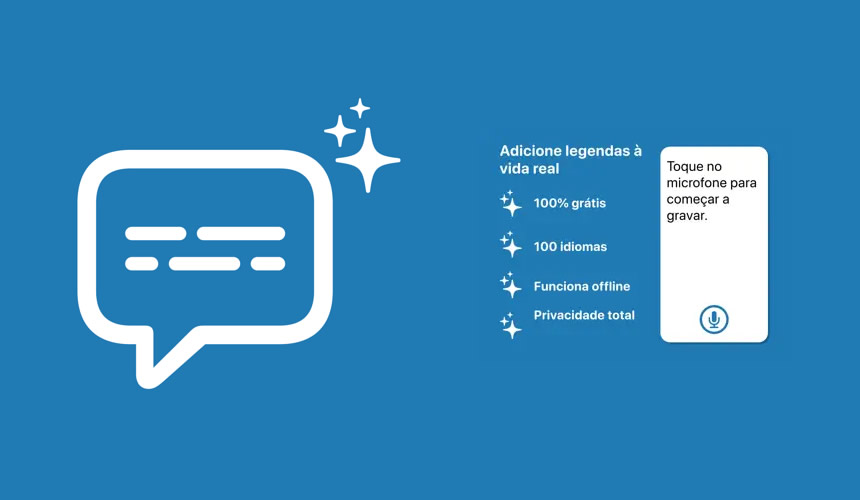 Adicione legendas à
vida real
100% grátis
100 idiomas
Funciona offline
Privacidade total
Toque no
microfone para
começar a
gravar.